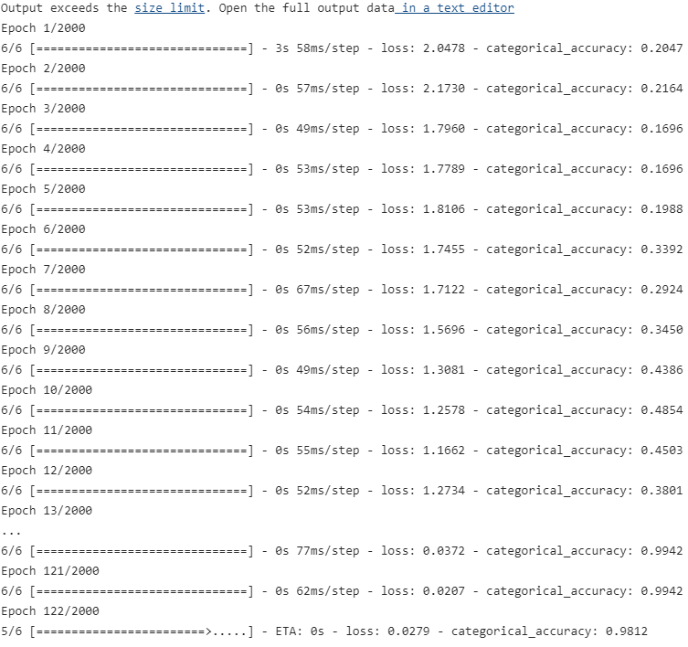 Output exceeds the size limit. Open the full output data in a text editor
Epoch 1/2000
6/6 [==============================] - 3s 58ms/step - loss: 2.0478 - categorical_accuracy: 0.2047
Epoch 2/2000
6/6 [==============================] - 0s 57ms/step - loss: 2.1730 - categorical_accuracy: 0.2164
Epoch 3/2000
6/6 [==============================] - 0s 49ms/step - loss: 1.7960 - categorical_accuracy: 0.1696
Epoch 4/2000
6/6 [==============================] - 0s 53ms/step - loss: 1.7789 - categorical_accuracy: 0.1696
Epoch 5/2000
6/6 [==============================] - 0s 53ms/step - loss: 1.8106 - categorical_accuracy: 0.1988
Epoch 6/2000
6/6 [==============================] - 0s 52ms/step - loss: 1.7455 - categorical_accuracy: 0.3392
Epoch 7/2000
6/6 [==============================] - 0s 67ms/step - loss: 1.7122 - categorical_accuracy: 0.2924
Epoch 8/2000
6/6 [==============================] - 0s 56ms/step - loss: 1.5696 - categorical_accuracy: 0.3450
Epoch 9/2000
6/6 [==============================] - 0s 49ms/step - loss: 1.3081 - categorical_accuracy: 0.4386
Epoch 10/2000
6/6 [==============================] - 0s 54ms/step - loss: 1.2578 - categorical_accuracy: 0.4854
Epoch 11/2000
6/6 [==============================] - 0s 55ms/step - loss: 1.1662 - categorical_accuracy: 0.4503
Epoch 12/2000
6/6 [==============================] - 0s 52ms/step - loss: 1.2734 - categorical_accuracy: 0.3801
Epoch 13/2000
...
6/6 [==============================] - 0s 77ms/step - loss: 0.0372 - categorical_accuracy: 0.9942
Epoch 121/2000
6/6 [==============================] - 0s 62ms/step - loss: 0.0207 - categorical_accuracy: 0.9942
Epoch 122/2000
5/6 [========================>.....] - ETA: 0s - loss: 0.0279 - categorical_accuracy: 0.9812